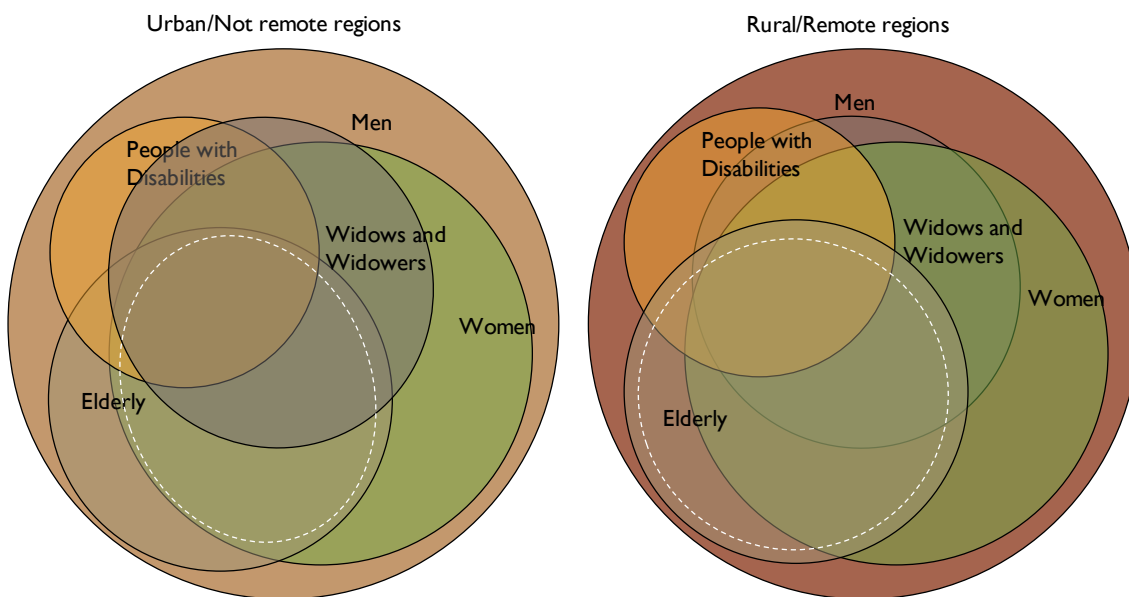 Urban/Not remote regions
Men
People with
Disabilities
Widows and
Widowers
Women
Elderly
Rural/Remote regions
Men
People with
Disabilities
Widows and
Widowers
Women
Elderly